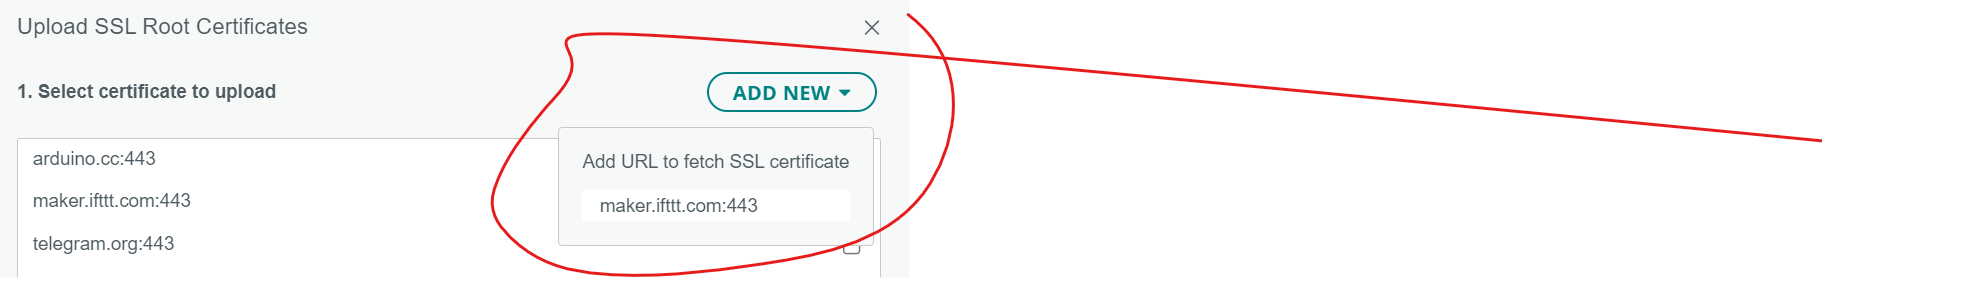 Upload SSL Root Certificates
1. Select certificate to upload
ADD NEW
arduino.cc:443
Add URL to fetch SSL certificate
maker.ifttt.com:443
maker.ifttt.com:443
telegram.org:443